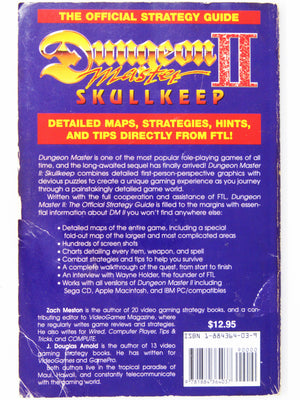 THE OFFICIAL STRATEGY GUIDE
Dungeon
Master
II
SKULLKEEP
DETAILED MAPS, STRATEGIES, HINTS,
AND TIPS DIRECTLY FROM FTL!
Dungeon Master is one of the most popular role-playing games of all
time, and the long-awaited sequel has finally arrived! Dungeon Master
II: Skullkeep combines detailed first-person-perspective graphics with
devious puzzles to create a unique gaming experience as you journey
through a painstakingly detailed game world.
Written with the full cooperation and assistance of FTL, Dungeon
Master II: The Official Strategy Guide is filled to the margins with essen-
tial information about DM II you won't find anywhere else:
• Detailed maps of the entire game, including a special
fold-out map of the largest and most complicated areas
• Hundreds of screen shots
• Charts detailing every item, weapon, and spell
• Combat strategies and tips to help you survive
• A complete walkthrough of the quest, from start to finish
• An interview with Wayne Holder, the founder of FTL
• Works with all versions of Dungeon Master II including
Sega CD, Apple Macintosh, and IBM PC/compatibles
Zach Meston is the author of 20 video gaming strategy books, and a con-
tributing editor to VideoGames Magazine, where
he regularly writes game reviews and strategies.
He also writes for Wired, Computer Player, Tips &
Tricks, and COMPUTE.
J. Douglas Arnold is the author of 13 video
gaming strategy books. He has written for
VideoGames and GamePro.
Both authors live in the tropical paradise of
Maui, Hawaii, and constantly telecommute with
the gaming world.
$12.95
ISBN 1-884364-03-9
90000
9 781884 364037